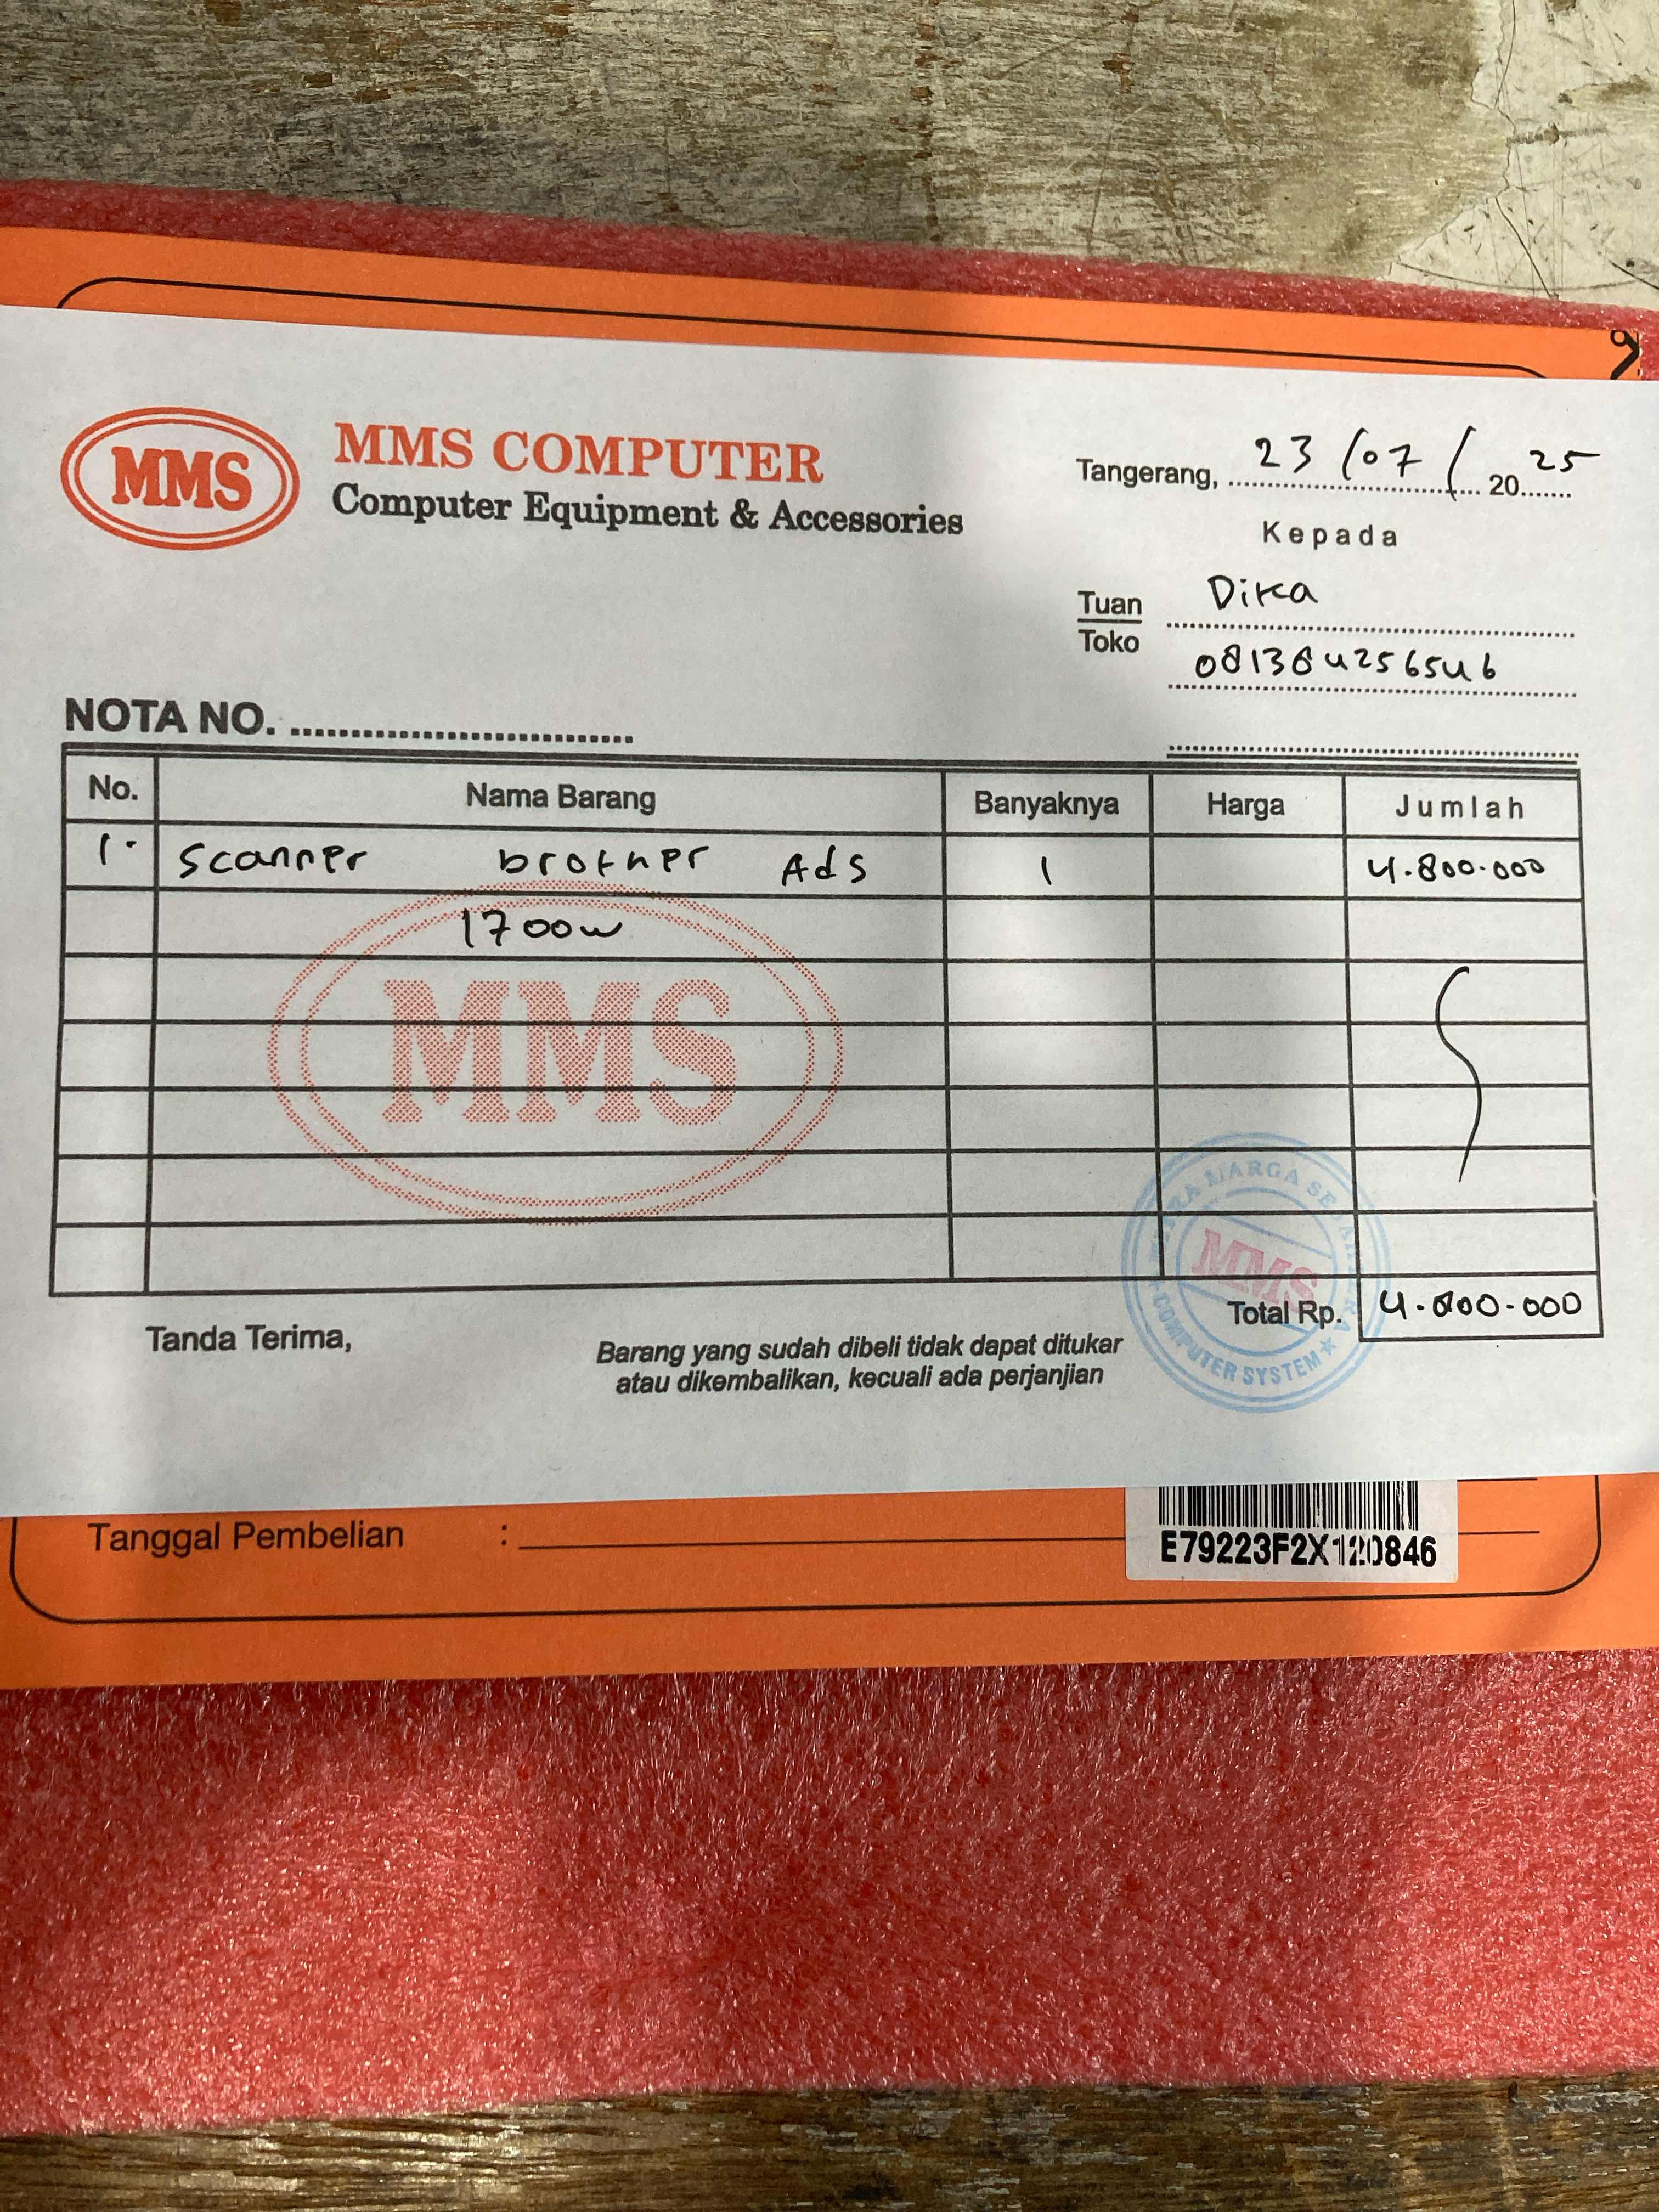 MMS
MMS COMPUTER
Computer Equipment & Accessories
Tangerang, 23/07/ 20 25
Kepada
Tuan Dika
Toko 081384256546
NOTA NO.
No. Nama Barang Banyaknya Harga Jumlah
1. Scanner brother Ads 1 4.800.000
1700w
MMS
MARGA
MMS
COMPUTER SYSTEM
Total Rp. 4.800.000
Tanda Terima,
Barang yang sudah dibeli tidak dapat ditukar
atau dikembalikan, kecuali ada perjanjian
Tanggal Pembelian :
E79223F2X120846